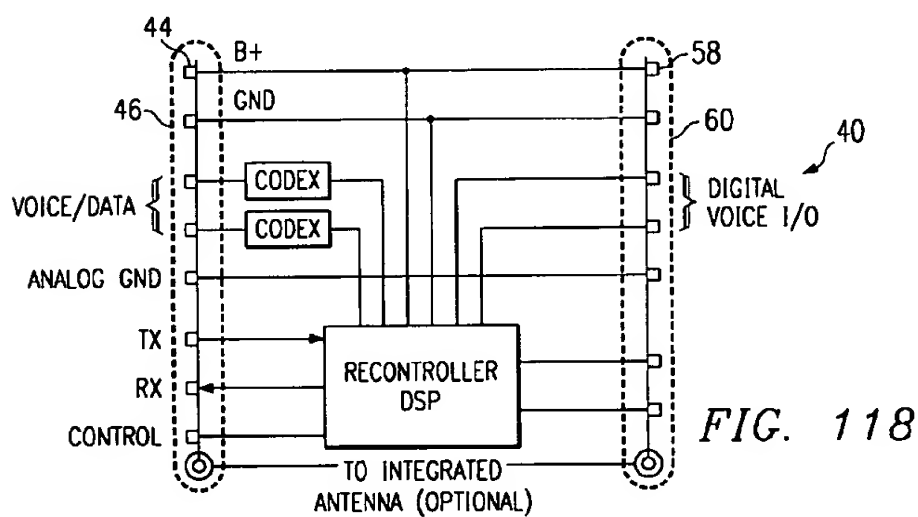 44
B+
58
46
GND
60
40
CODEX
VOICE/DATA
DIGITAL
VOICE I/O
CODEX
ANALOG GND
TX
RECONTROLLER
DSP
RX
CONTROL
FIG. 118
TO INTEGRATED
ANTENNA (OPTIONAL)